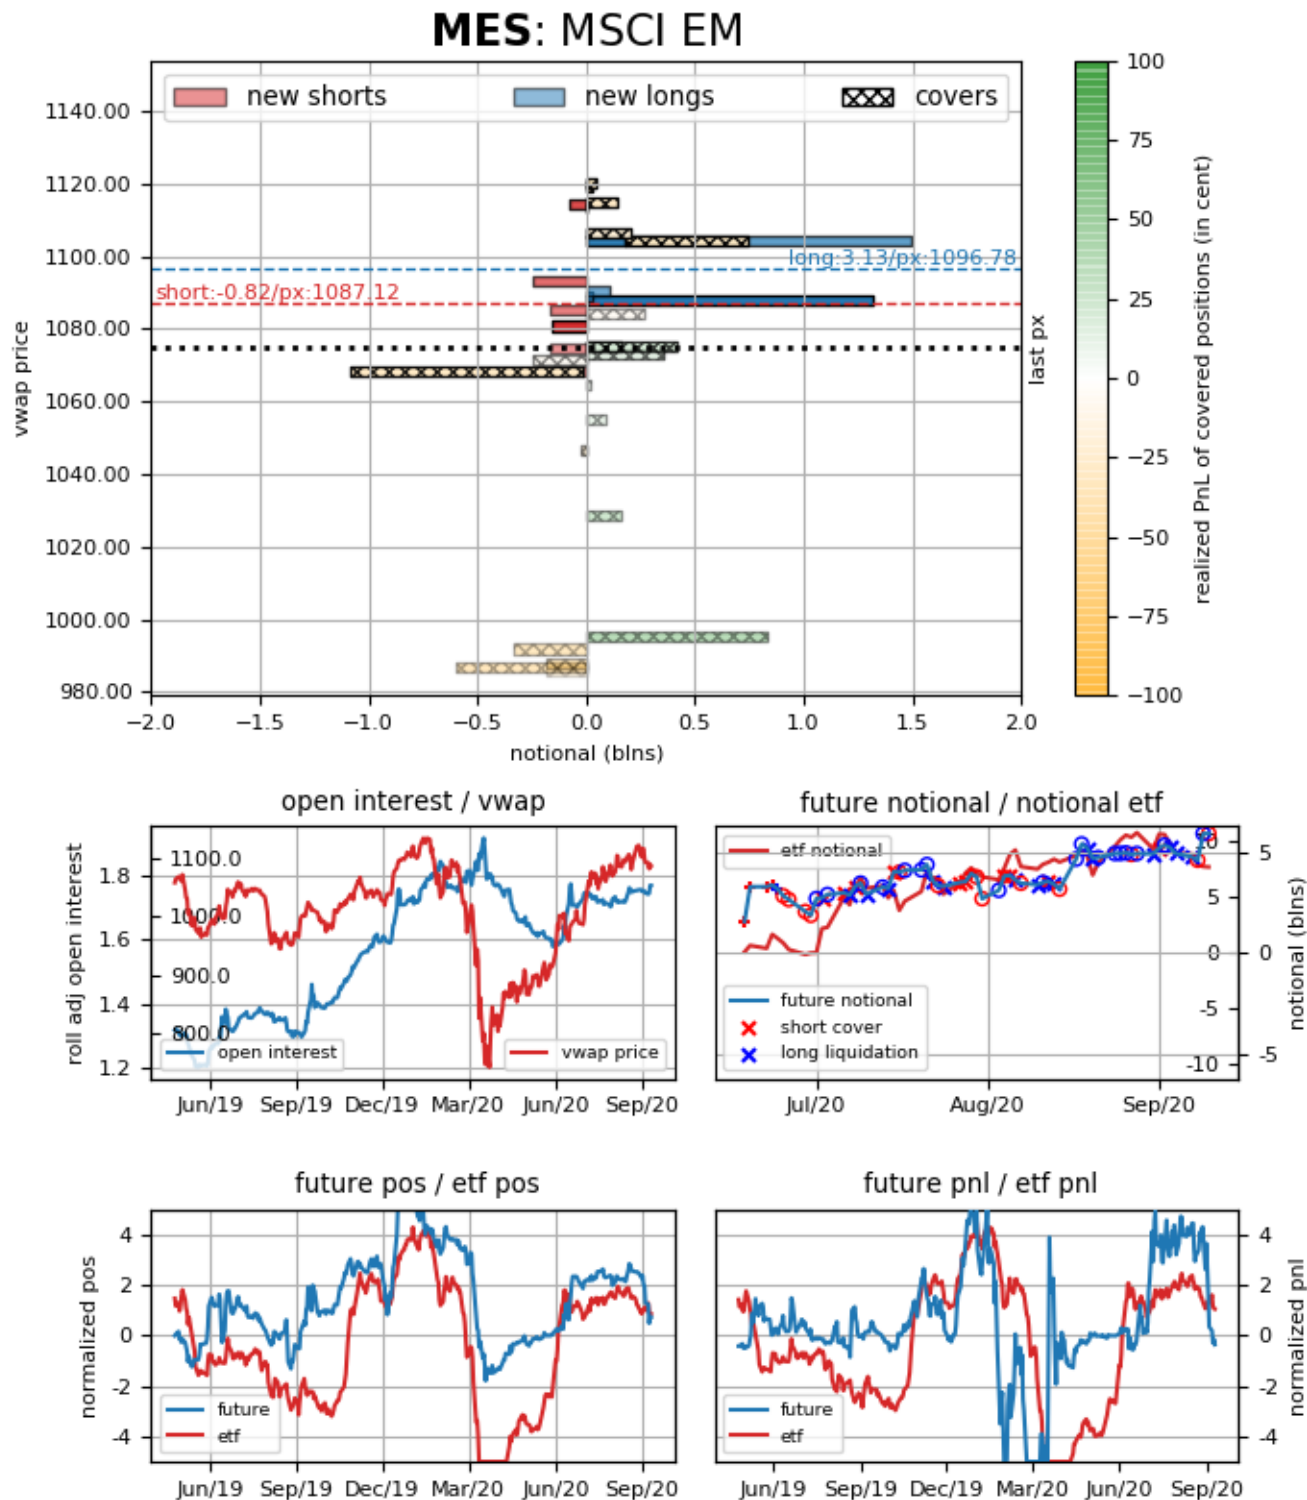 MES: MSCI EM
new shorts
new longs
covers
1140.00
1120.00
1100.00
1080.00
1060.00
1040.00
1020.00
1000.00
980.00
vwap price
long:3.13/px:1096.78
short:-0.82/px:1087.12
last px
−2.0 −1.5 −1.0 −0.5 0.0 0.5 1.0 1.5 2.0
notional (blns)
100
75
50
25
0
−25
−50
−75
−100
realized PnL of covered positions (in cent)
open interest / vwap
roll adj open interest
1.8
1.6
1.4
1.2
1100.0
1000.0
900.0
800.0
open interest
vwap price
Jun/19 Sep/19 Dec/19 Mar/20 Jun/20 Sep/20
future notional / notional etf
etf notional
future notional
short cover
long liquidation
10
5
0
-5
-10
5
0
-5
notional (blns)
Jul/20 Aug/20 Sep/20
future pos / etf pos
normalized pos
4
2
0
-2
-4
future
etf
Jun/19 Sep/19 Dec/19 Mar/20 Jun/20 Sep/20
future pnl / etf pnl
future
etf
4
2
0
-2
-4
normalized pnl
Jun/19 Sep/19 Dec/19 Mar/20 Jun/20 Sep/20